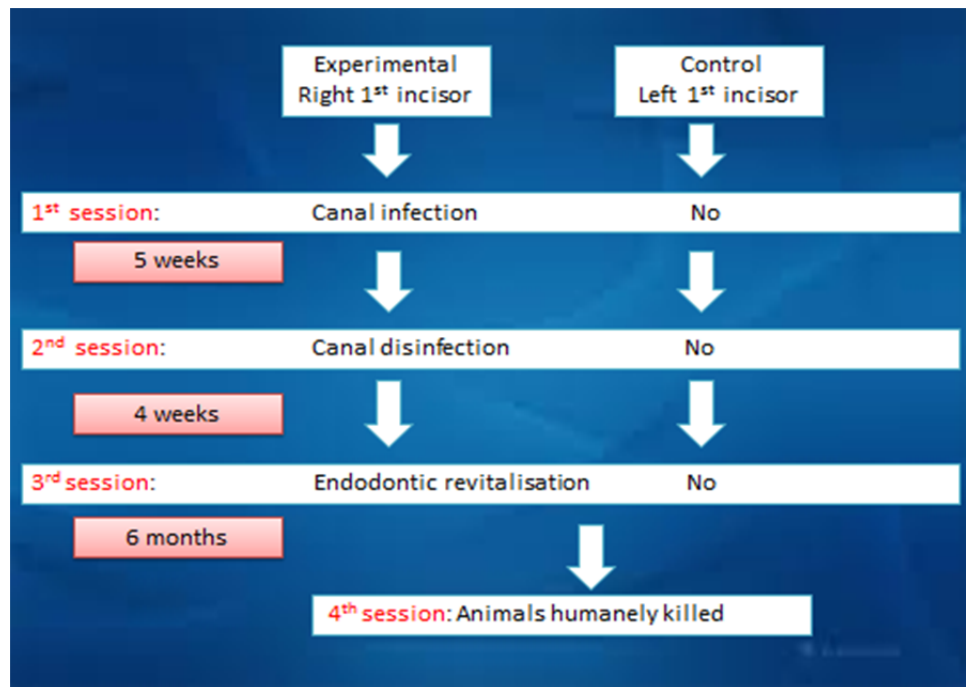 Experimental
Right 1st incisor
Control
Left 1st incisor
1st session: Canal infection No
5 weeks
2nd session: Canal disinfection No
4 weeks
3rd session: Endodontic revitalisation No
6 months
4th session: Animals humanely killed